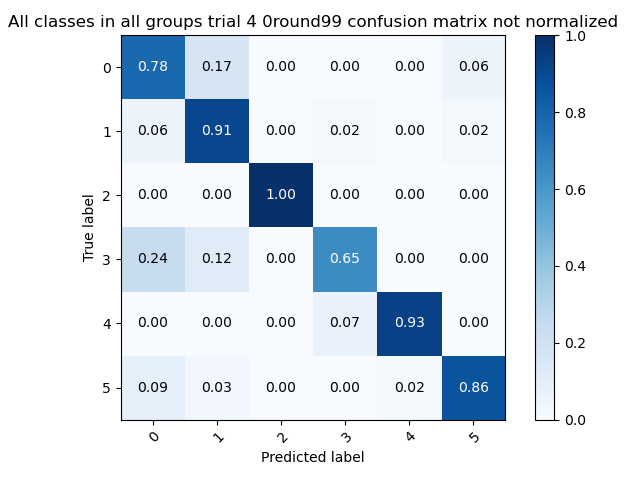 All classes in all groups trial 4 0round99 confusion matrix not normalized
1.0
0 0.78 0.17 0.00 0.00 0.00 0.06
0.8
1 0.06 0.91 0.00 0.02 0.00 0.02
2 0.00 0.00 1.00 0.00 0.00 0.00
0.6
True label
3 0.24 0.12 0.00 0.65 0.00 0.00
0.4
4 0.00 0.00 0.00 0.07 0.93 0.00
0.2
5 0.09 0.03 0.00 0.00 0.02 0.86
0.0
0 1 2 3 4 5
Predicted label